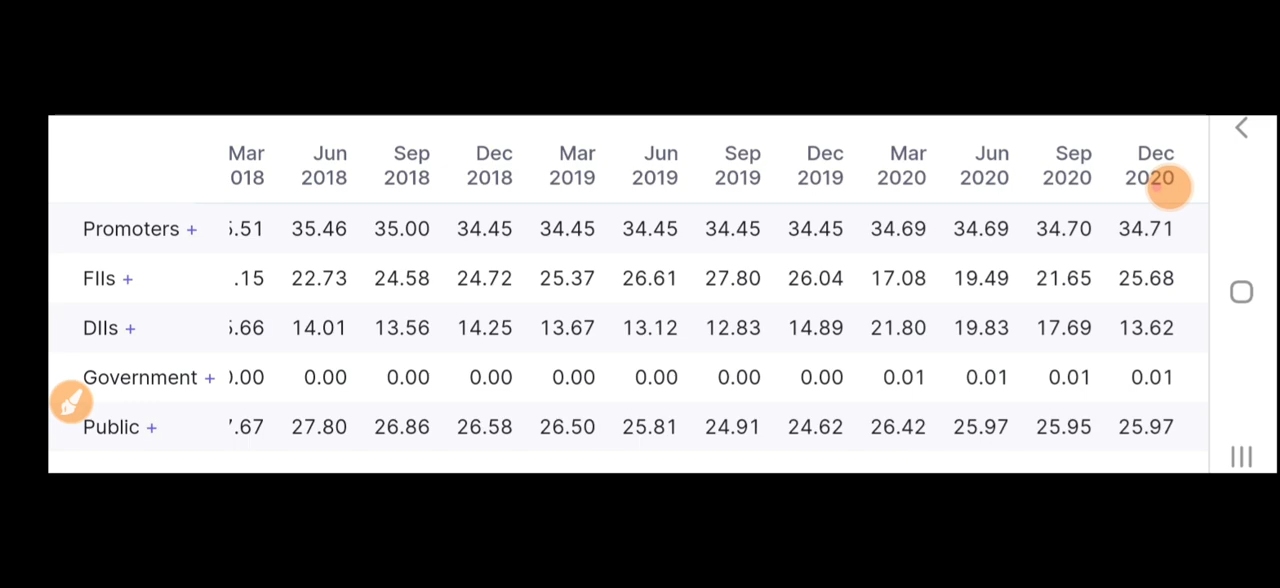 Mar Jun Sep Dec Mar Jun Sep Dec Mar Jun Sep Dec
018 2018 2018 2018 2019 2019 2019 2019 2020 2020 2020 2020
Promoters + .51 35.46 35.00 34.45 34.45 34.45 34.45 34.45 34.69 34.69 34.70 34.71
FIIs + .15 22.73 24.58 24.72 25.37 26.61 27.80 26.04 17.08 19.49 21.65 25.68
DIIs + .66 14.01 13.56 14.25 13.67 13.12 12.83 14.89 21.80 19.83 17.69 13.62
Government + .00 0.00 0.00 0.00 0.00 0.00 0.00 0.00 0.01 0.01 0.01 0.01
Public + .67 27.80 26.86 26.58 26.50 25.81 24.91 24.62 26.42 25.97 25.95 25.97